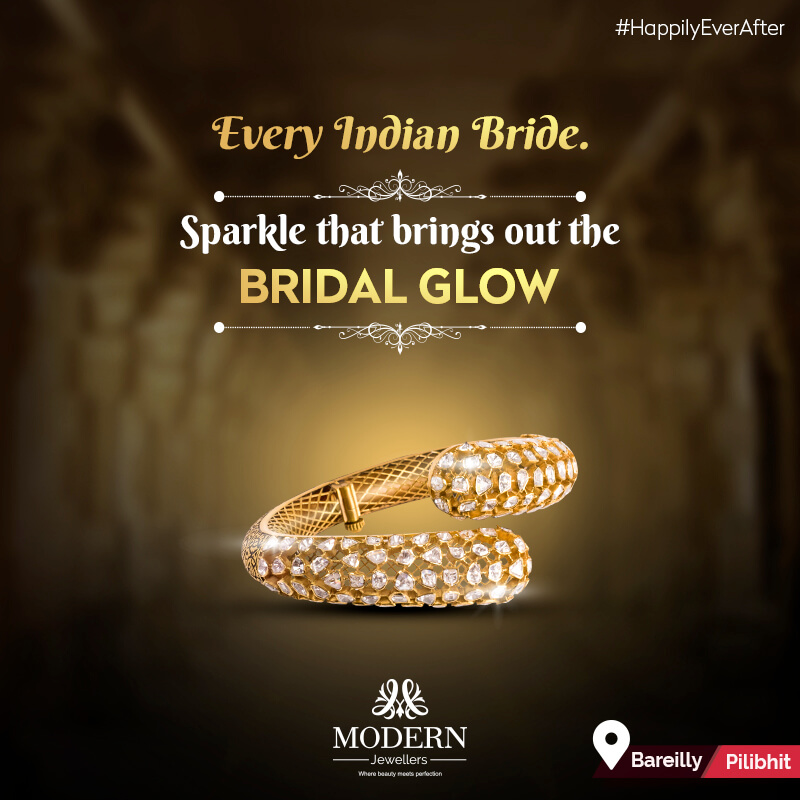 #HappilyEverAfter
Every Indian Bride.
Sparkle that brings out the
BRIDAL GLOW
MODERN
Jewellers
Where beauty meets perfection
Bareilly Pilibhit